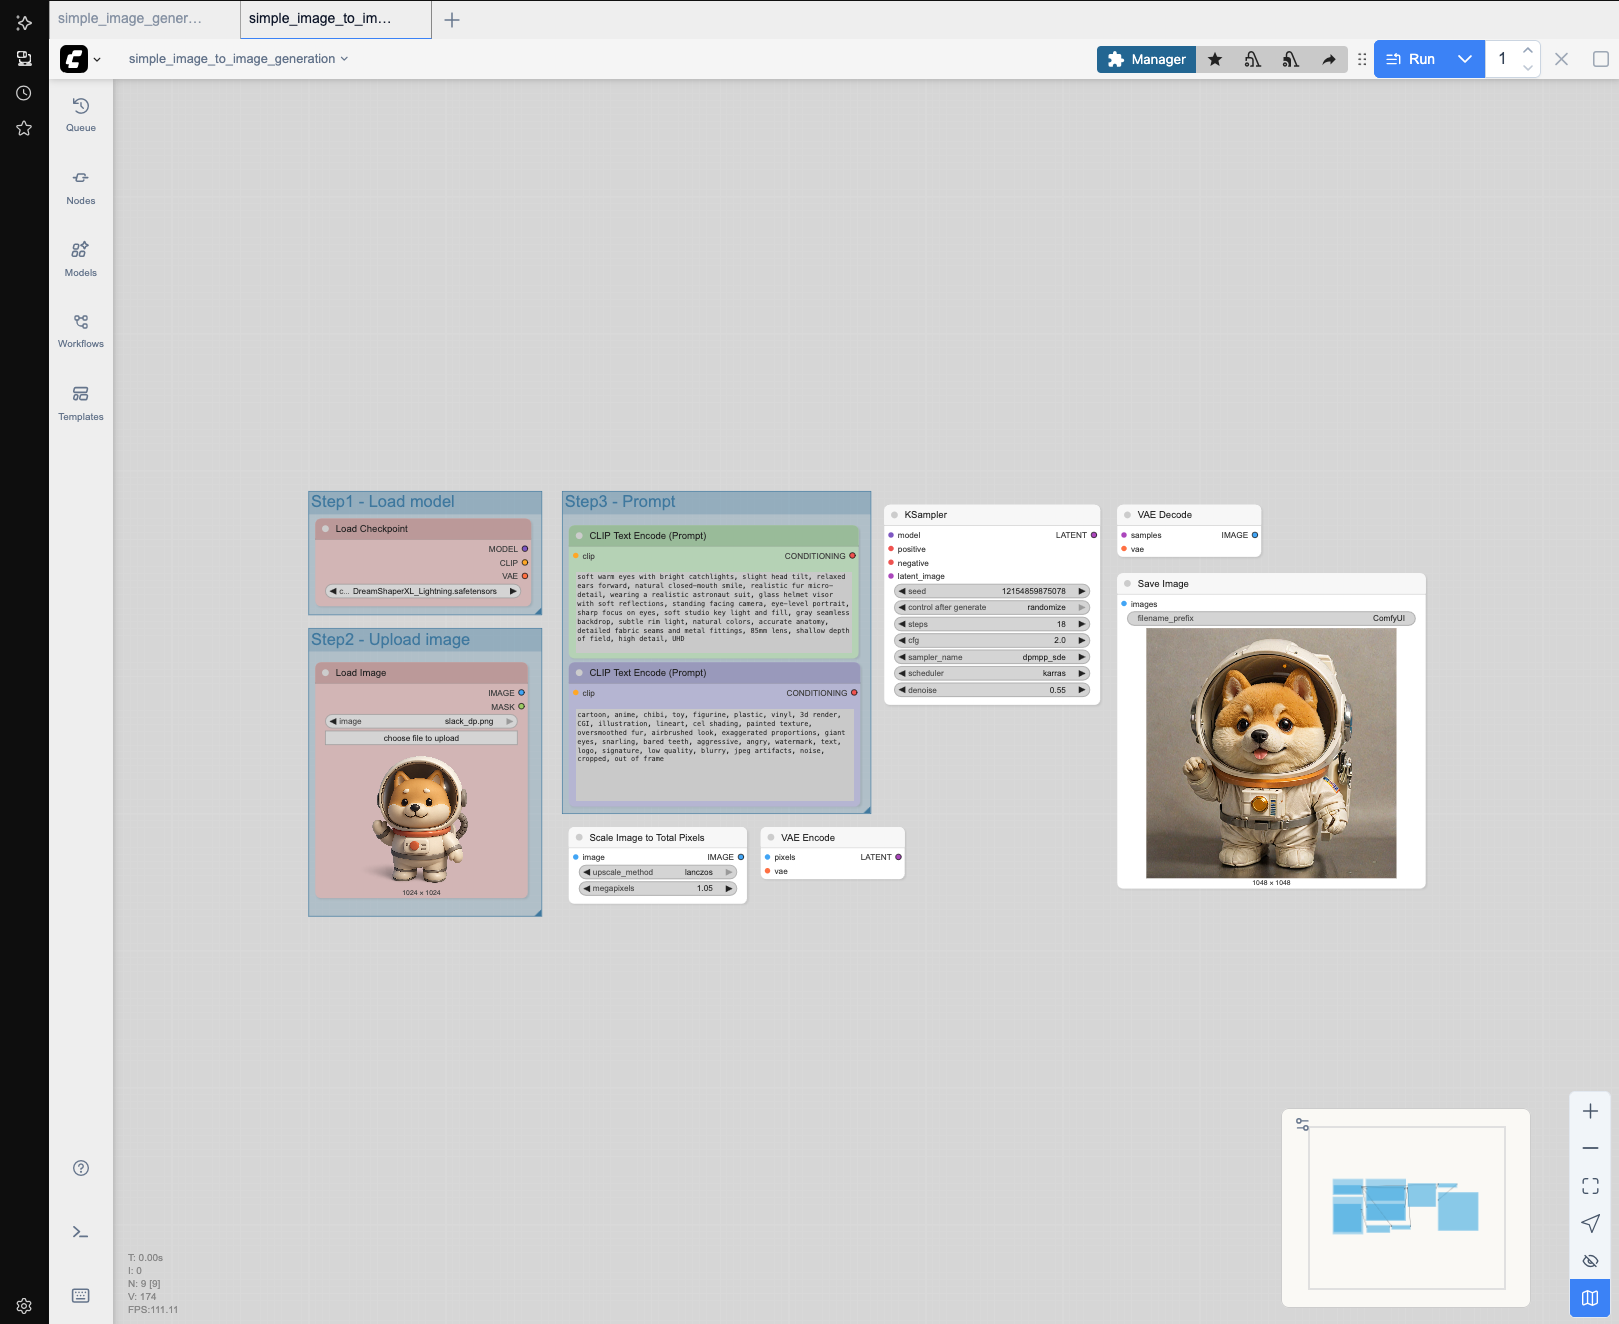 simple_image_gener...
simple_image_to_im...
simple_image_to_image_generation
Manager
Run
1
Queue
Nodes
Models
Workflows
Templates
Step1 - Load model
Load Checkpoint
MODEL
CLIP
VAE
c... DreamShaperXL_Lightning.safetensors
Step2 - Upload image
Load Image
IMAGE
MASK
image slack_dp.png
choose file to upload
1024 × 1024
Step3 - Prompt
CLIP Text Encode (Prompt)
clip CONDITIONING
soft warm eyes with bright catchlights, slight head tilt, relaxed
ears forward, natural closed-mouth smile, realistic fur micro-
detail, wearing a realistic astronaut suit, glass helmet visor
with soft reflections, standing facing camera, eye-level portrait,
sharp focus on eyes, soft studio key light and fill, gray seamless
backdrop, subtle rim light, natural colors, accurate anatomy,
detailed fabric seams and metal fittings, 85mm lens, shallow depth
of field, high detail, UHD
CLIP Text Encode (Prompt)
clip CONDITIONING
cartoon, anime, chibi, toy, figurine, plastic, vinyl, 3d render,
CGI, illustration, lineart, cel shading, painted texture,
oversmoothed fur, airbrushed look, exaggerated proportions, giant
eyes, snarling, bared teeth, aggressive, angry, watermark, text,
logo, signature, low quality, blurry, jpeg artifacts, noise,
cropped, out of frame
Scale Image to Total Pixels
image IMAGE
upscale_method lanczos
megapixels 1.05
VAE Encode
pixels LATENT
vae
KSampler
model LATENT
positive
negative
latent_image
seed 12154859875078
control after generate randomize
steps 18
cfg 2.0
sampler_name dpmpp_sde
scheduler karras
denoise 0.55
VAE Decode
samples IMAGE
vae
Save Image
images
filename_prefix ComfyUI
1048 × 1048
T: 0.00s
I: 0
N: 9 [9]
V: 174
FPS:111.11